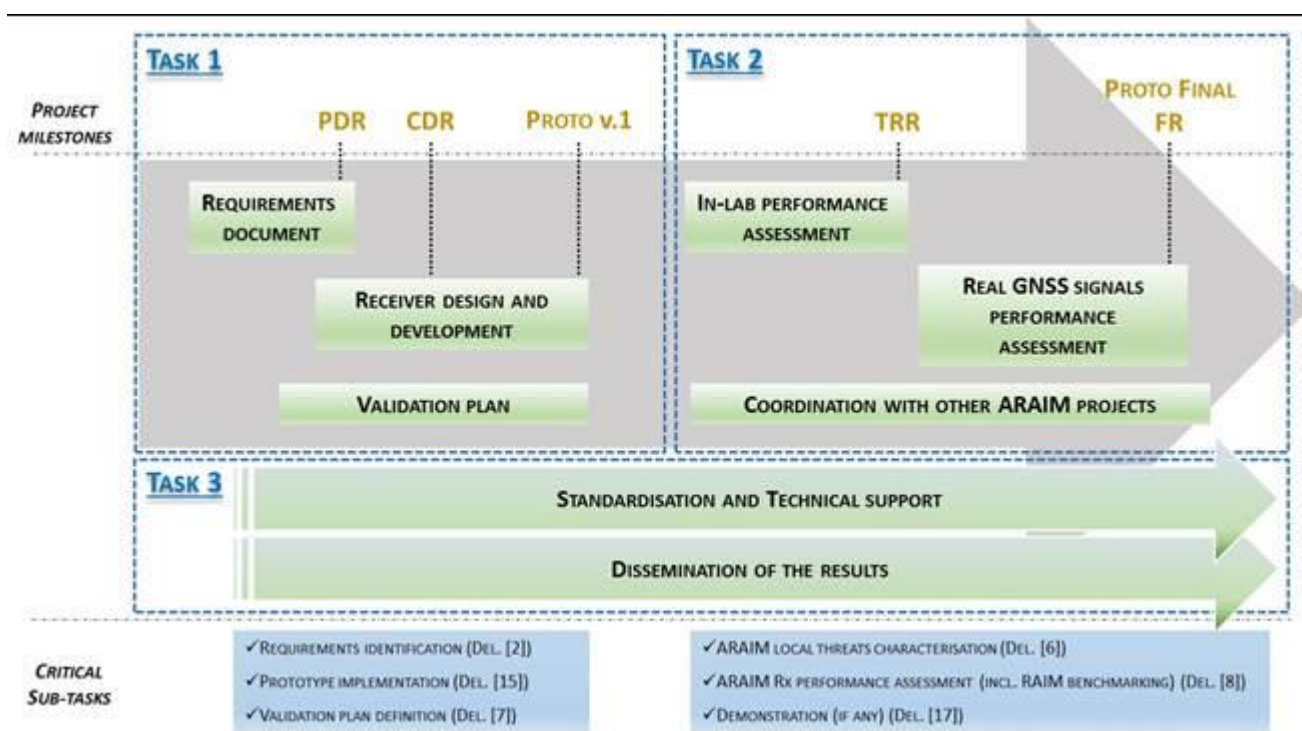 TASK 1
TASK 2
PROJECT
MILESTONES
PDR
CDR
PROTO V.1
TRR
PROTO FINAL
FR
REQUIREMENTS
DOCUMENT
IN-LAB PERFORMANCE
ASSESSMENT
RECEIVER DESIGN AND
DEVELOPMENT
REAL GNSS SIGNALS
PERFORMANCE
ASSESSMENT
VALIDATION PLAN
COORDINATION WITH OTHER ARAIM PROJECTS
TASK 3
STANDARDISATION AND TECHNICAL SUPPORT
DISSEMINATION OF THE RESULTS
CRITICAL
SUB-TASKS
✓REQUIREMENTS IDENTIFICATION (DEL. [2])
✓PROTOTYPE IMPLEMENTATION (DEL. [15])
✓VALIDATION PLAN DEFINITION (DEL. [7])
✓ARAIM LOCAL THREATS CHARACTERISATION (DEL. [6])
✓ARAIM RX PERFORMANCE ASSESSMENT (INCL. RAIM BENCHMARKING) (DEL. [8])
✓DEMONSTRATION (IF ANY) (DEL. [17])